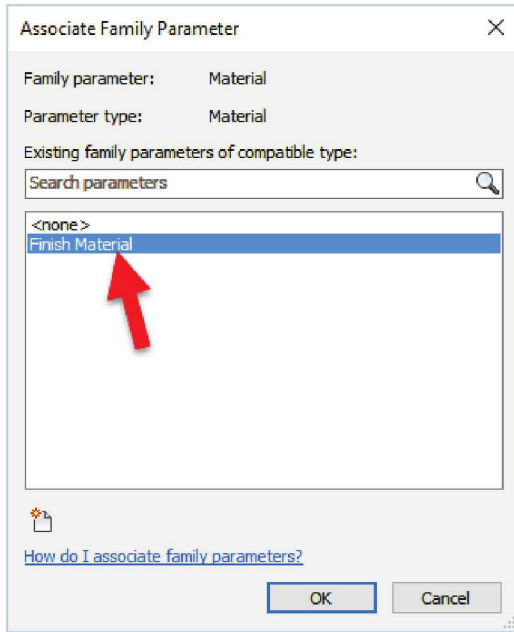 Associate Family Parameter
Family parameter: Material
Parameter type: Material
Existing family parameters of compatible type:
Search parameters
<none>
Finish Material
How do I associate family parameters?
OK Cancel